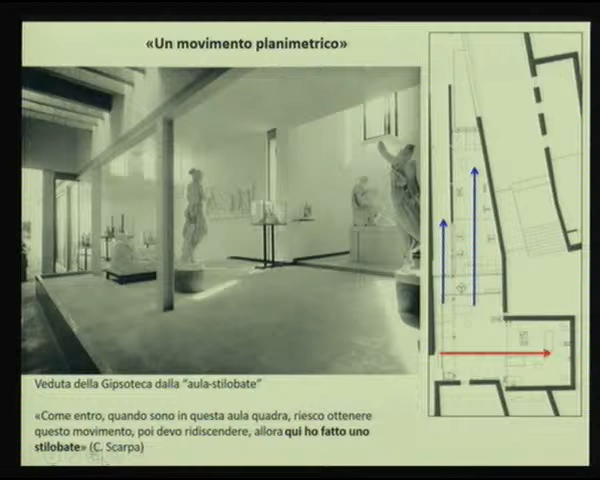 «Un movimento planimetrico»
Veduta della Gipsoteca dalla “aula-stilobate”
«Come entro, quando sono in questa aula quadra, riesco ottenere
questo movimento, poi devo ridiscendere, allora qui ho fatto uno
stilobate» (C. Scarpa)